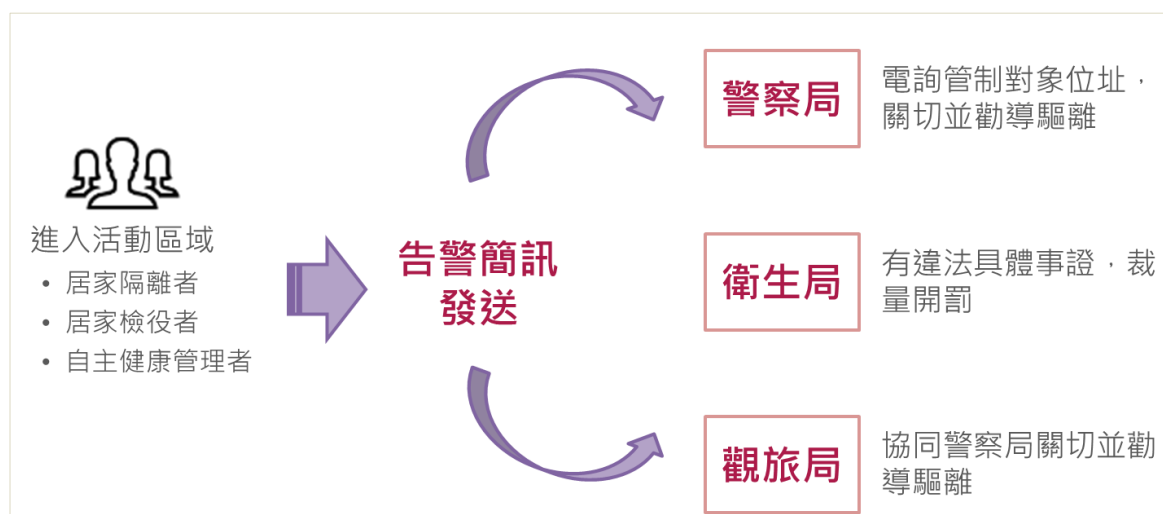 進入活動區域
• 居家隔離者
• 居家檢役者
• 自主健康管理者
告警簡訊
發送
警察局
電詢管制對象位址，
關切並勸導驅離
衛生局
有違法具體事證，裁
量開罰
觀旅局
協同警察局關切並勸
導驅離